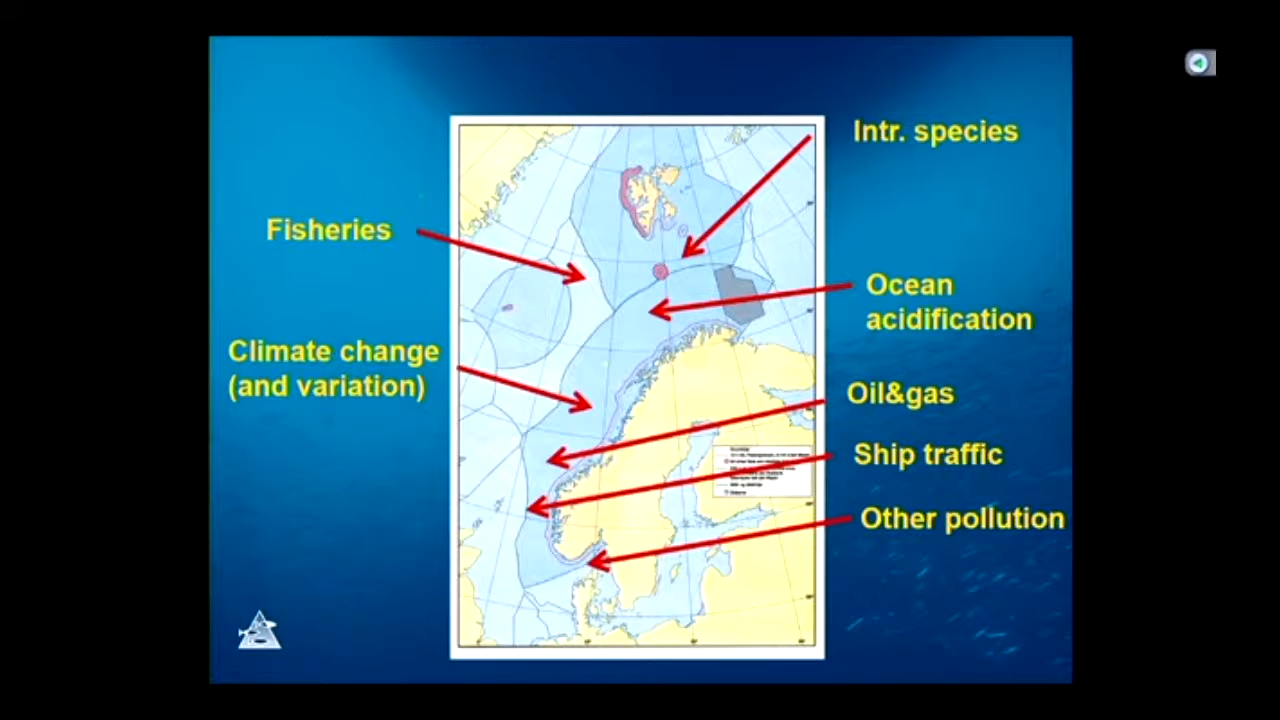 Intr. species
Fisheries
Ocean
acidification
Climate change
(and variation)
Oil&gas
Ship traffic
Other pollution